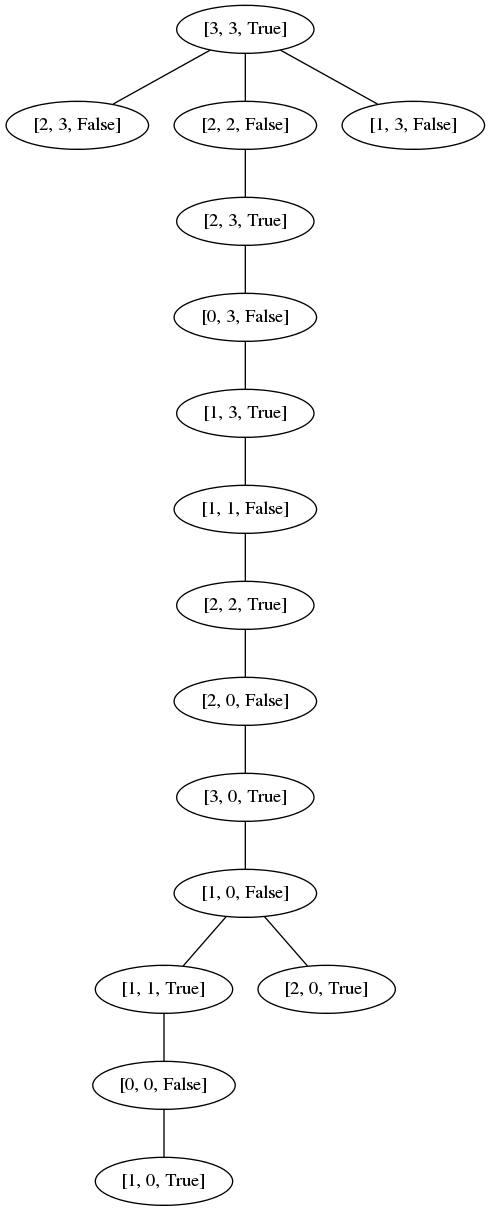 [3, 3, True]
[2, 3, False]
[2, 2, False]
[1, 3, False]
[2, 3, True]
[0, 3, False]
[1, 3, True]
[1, 1, False]
[2, 2, True]
[2, 0, False]
[3, 0, True]
[1, 0, False]
[1, 1, True]
[2, 0, True]
[0, 0, False]
[1, 0, True]